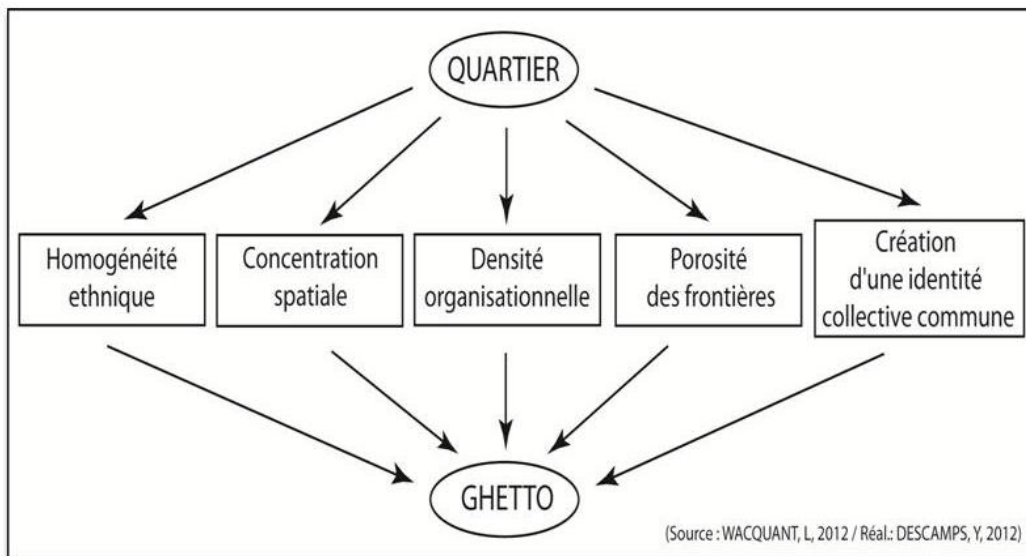 QUARTIER
Homogénéité
ethnique
Concentration
spatiale
Densité
organisationnelle
Porosité
des frontières
Création
d'une identité
collective commune
GHETTO
(Source : WACQUANT, L, 2012 / Réal.: DESCAMPS, Y, 2012)